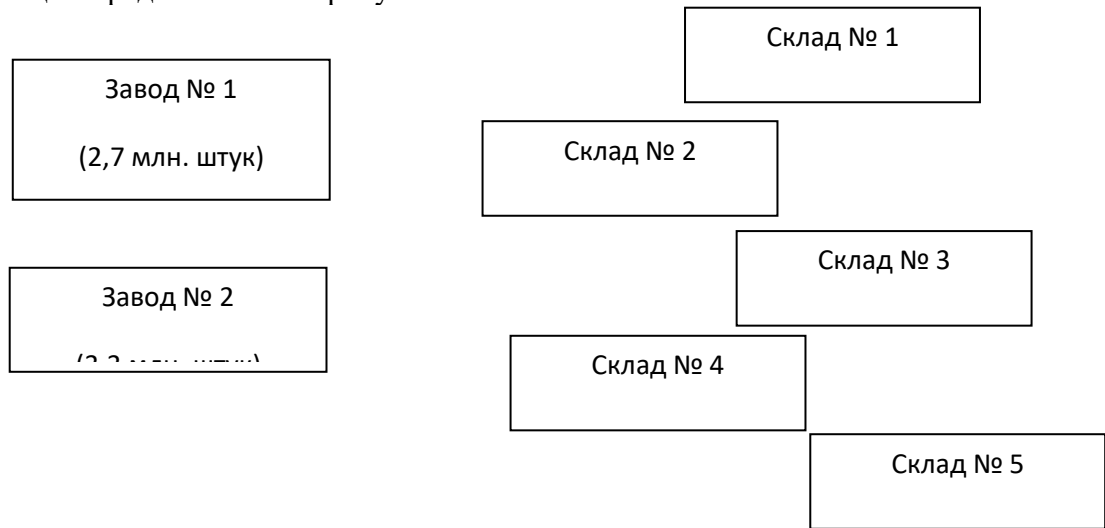 Завод № 1
(2,7 млн. штук)
Завод № 2
Склад № 1
Склад № 2
Склад № 3
Склад № 4
Склад № 5